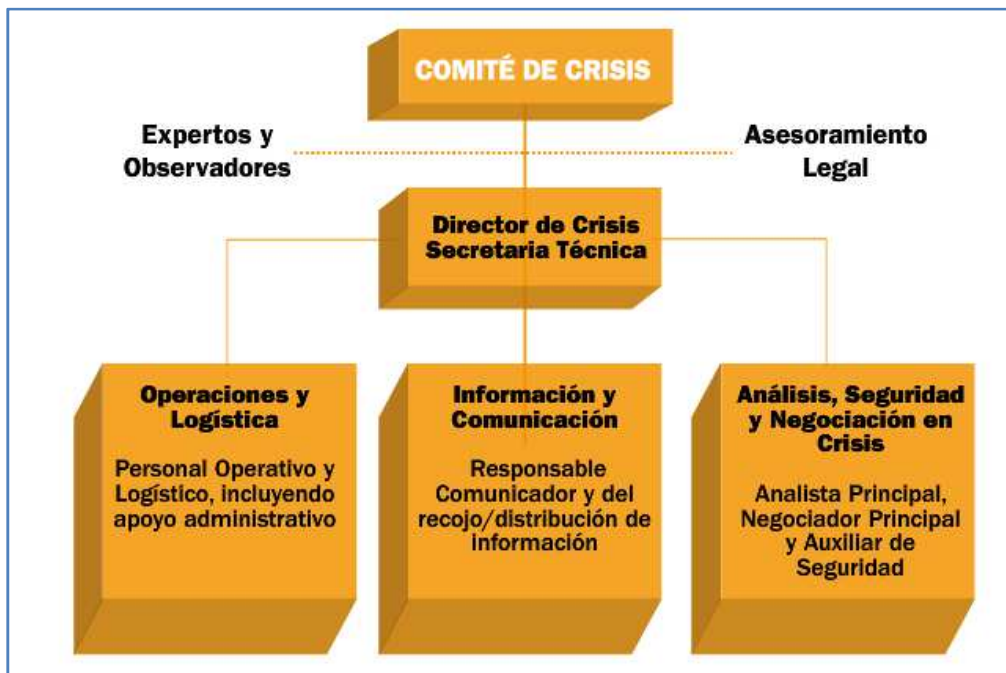 COMITÉ DE CRISIS
Expertos y
Observadores
Asesoramiento
Legal
Director de Crisis
Secretaria Técnica
Operaciones y
Logística
Personal Operativo y
Logístico, incluyendo
apoyo administrativo
Información y
Comunicación
Responsable
Comunicador y del
recojo/distribución de
información
Análisis, Seguridad
y Negociación en
Crisis
Analista Principal,
Negociador Principal
y Auxiliar de
Seguridad